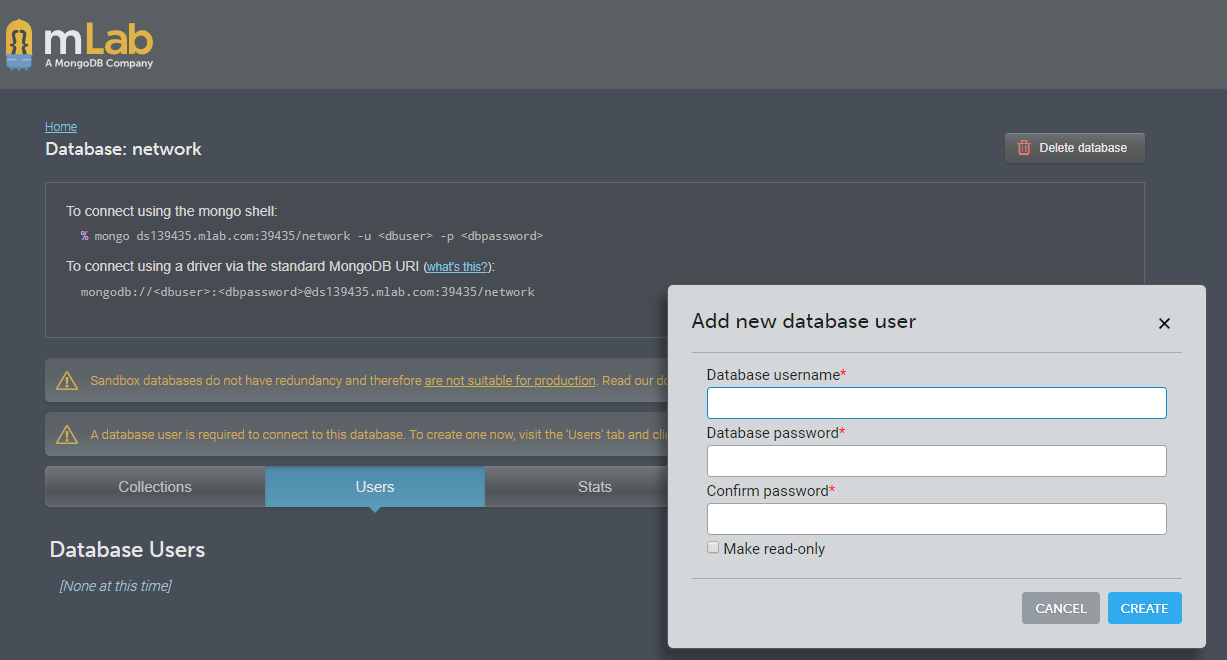 mLab
A MongoDB Company
Home
Database: network
Delete database
To connect using the mongo shell:
% mongo ds139435.mlab.com:39435/network -u <dbuser> -p <dbpassword>
To connect using a driver via the standard MongoDB URI (what's this?):
mongodb://<dbuser>:<dbpassword>@ds139435.mlab.com:39435/network
Sandbox databases do not have redundancy and therefore are not suitable for production. Read our
A database user is required to connect to this database. To create one now, visit the 'Users' tab and
Collections
Users
Stats
Database Users
[None at this time]
Add new database user
Database username*
Database password*
Confirm password*
Make read-only
CANCEL
CREATE